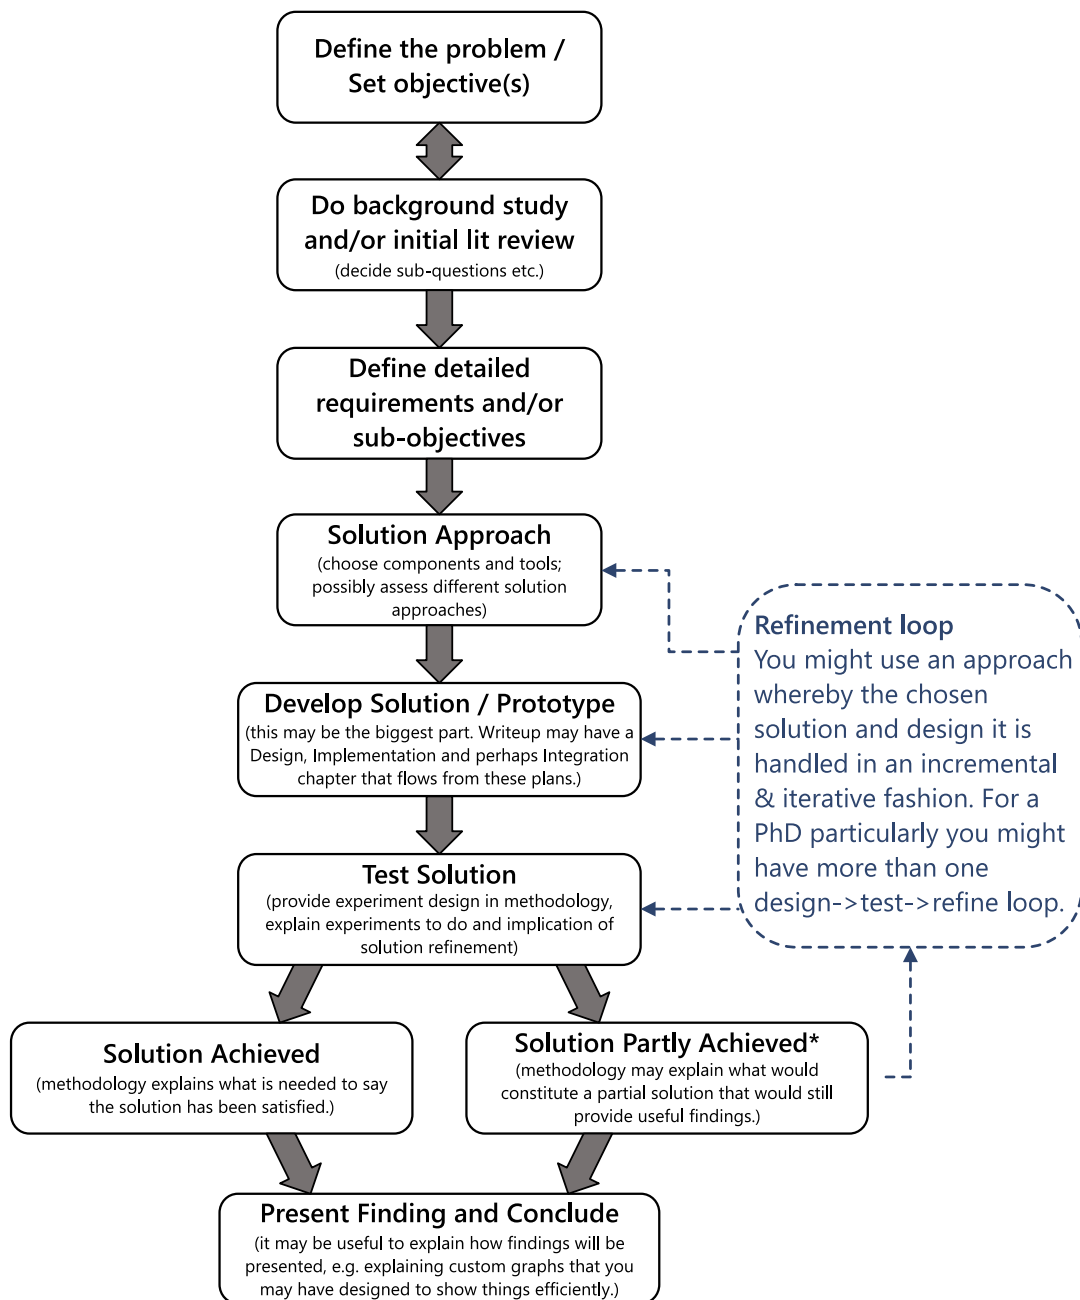 Define the problem /
Set objective(s)
Do background study
and/or initial lit review
(decide sub-questions etc.)
Define detailed
requirements and/or
sub-objectives
Solution Approach
(choose components and tools;
possibly assess different solution
approaches)
Develop Solution / Prototype
(this may be the biggest part. Writeup may have a
Design, Implementation and perhaps Integration
chapter that flows from these plans.)
Test Solution
(provide experiment design in methodology,
explain experiments to do and implication of
solution refinement)
Refinement loop
You might use an approach
whereby the chosen
solution and design it is
handled in an incremental
& iterative fashion. For a
PhD particularly you might
have more than one
design->test->refine loop.
Solution Achieved
(methodology explains what is needed to say
the solution has been satisfied.)
Solution Partly Achieved*
(methodology may explain what would
constitute a partial solution that would still
provide useful findings.)
Present Finding and Conclude
(it may be useful to explain how findings will be
presented, e.g. explaining custom graphs that you
may have designed to show things efficiently.)